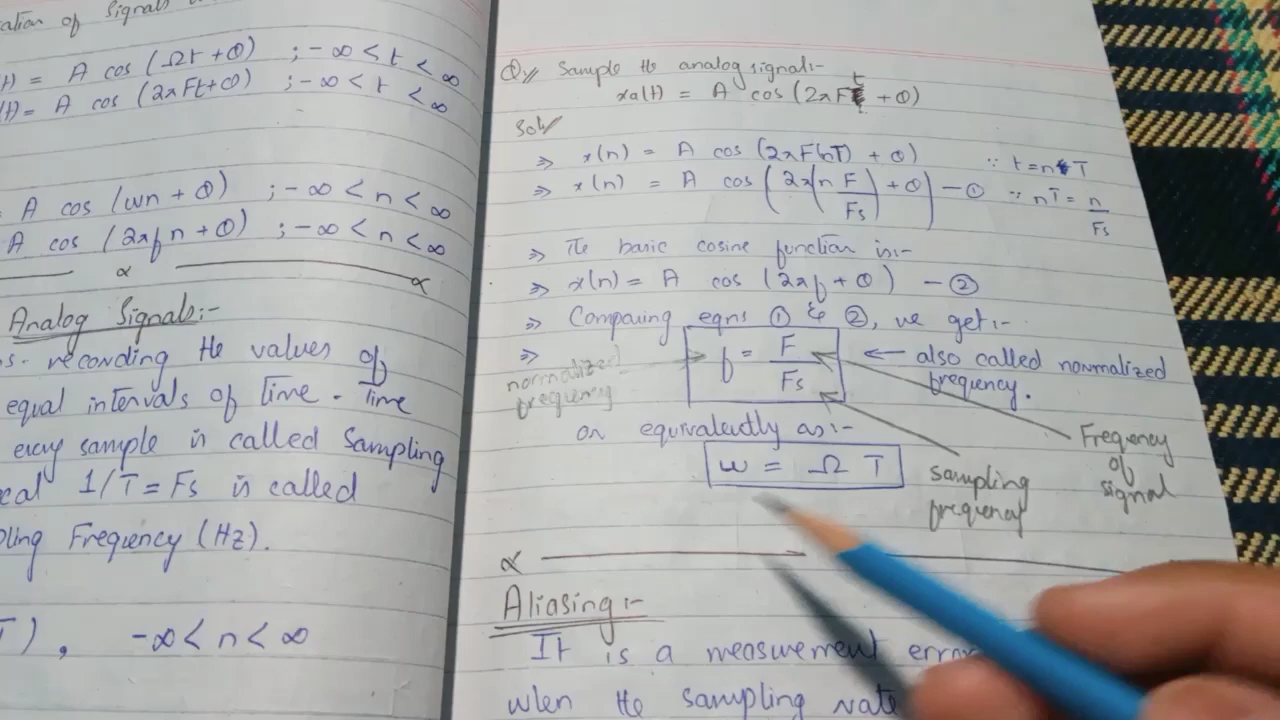 of Signals
t) = A cos (Ωt + θ) ; -∞ < t < ∞
(t) = A cos (2πFt + θ) ; -∞ < t < ∞
A cos (ωn + θ) ; -∞ < n < ∞
A cos (2πfn + θ) ; -∞ < n < ∞
α α
Analog Signals:-
recording the values of
equal intervals of Time. Time
every sample is called Sampling
1/T = Fs is called
Frequency (Hz).
T), -∞ < n < ∞
Q// Sample the analog signal:-
xa(t) = A cos (2πFt + θ)
Sol/
⇒ x(n) = A cos (2πF(nT) + θ) ∵ t = nT
⇒ x(n) = A cos (2π(n F/Fs) + θ) — ① ∵ nT = n/Fs
⇒ The basic cosine function is:-
⇒ x(n) = A cos (2πf + θ) — ②
⇒ Comparing eqns ① & ②, we get:-
⇒ f = F/Fs ← also called normalized
frequency.
normalized
frequency
or equivalently as:-
ω = Ω T
sampling
frequency
Frequency
of
signal
α
Aliasing:-
It is a measurement
when the sampling rate